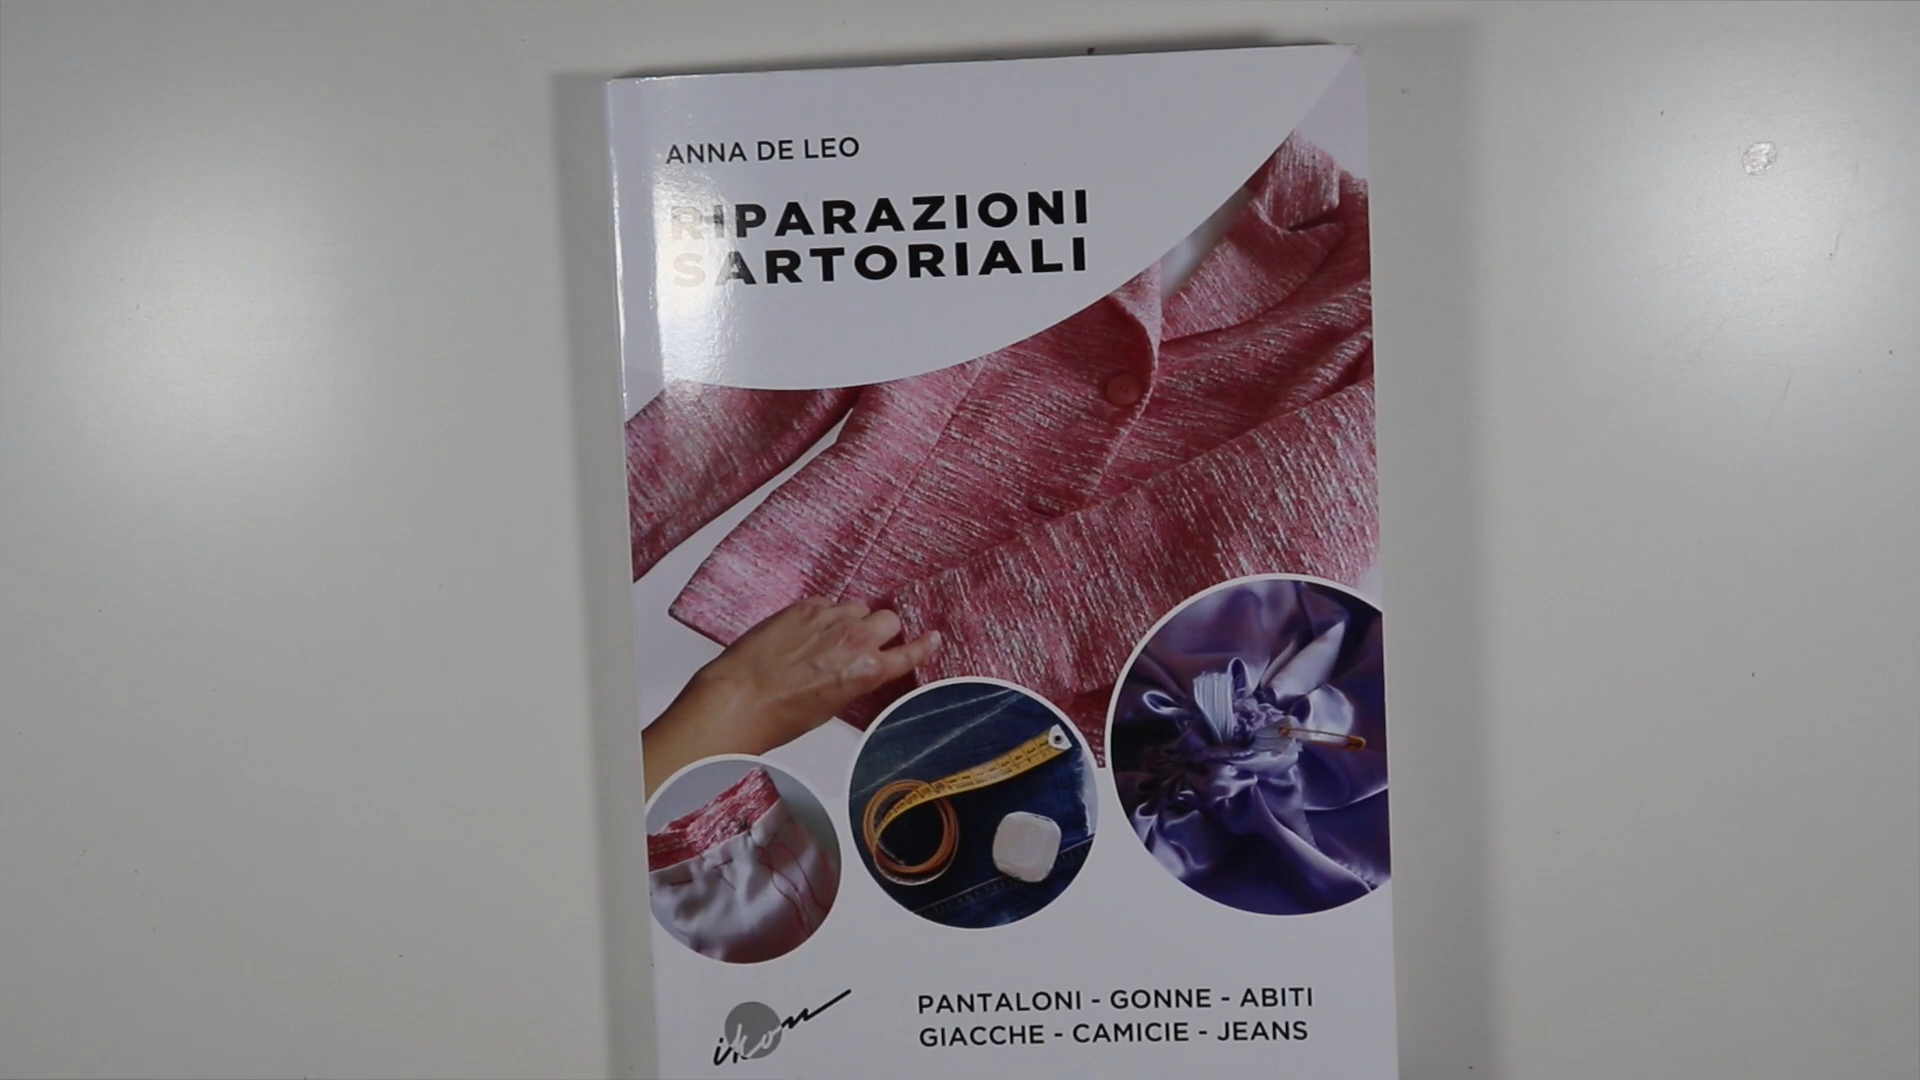 ANNA DE LEO
RIPARAZIONI
SARTORIALI
ikon
PANTALONI - GONNE - ABITI
GIACCHE - CAMICIE - JEANS